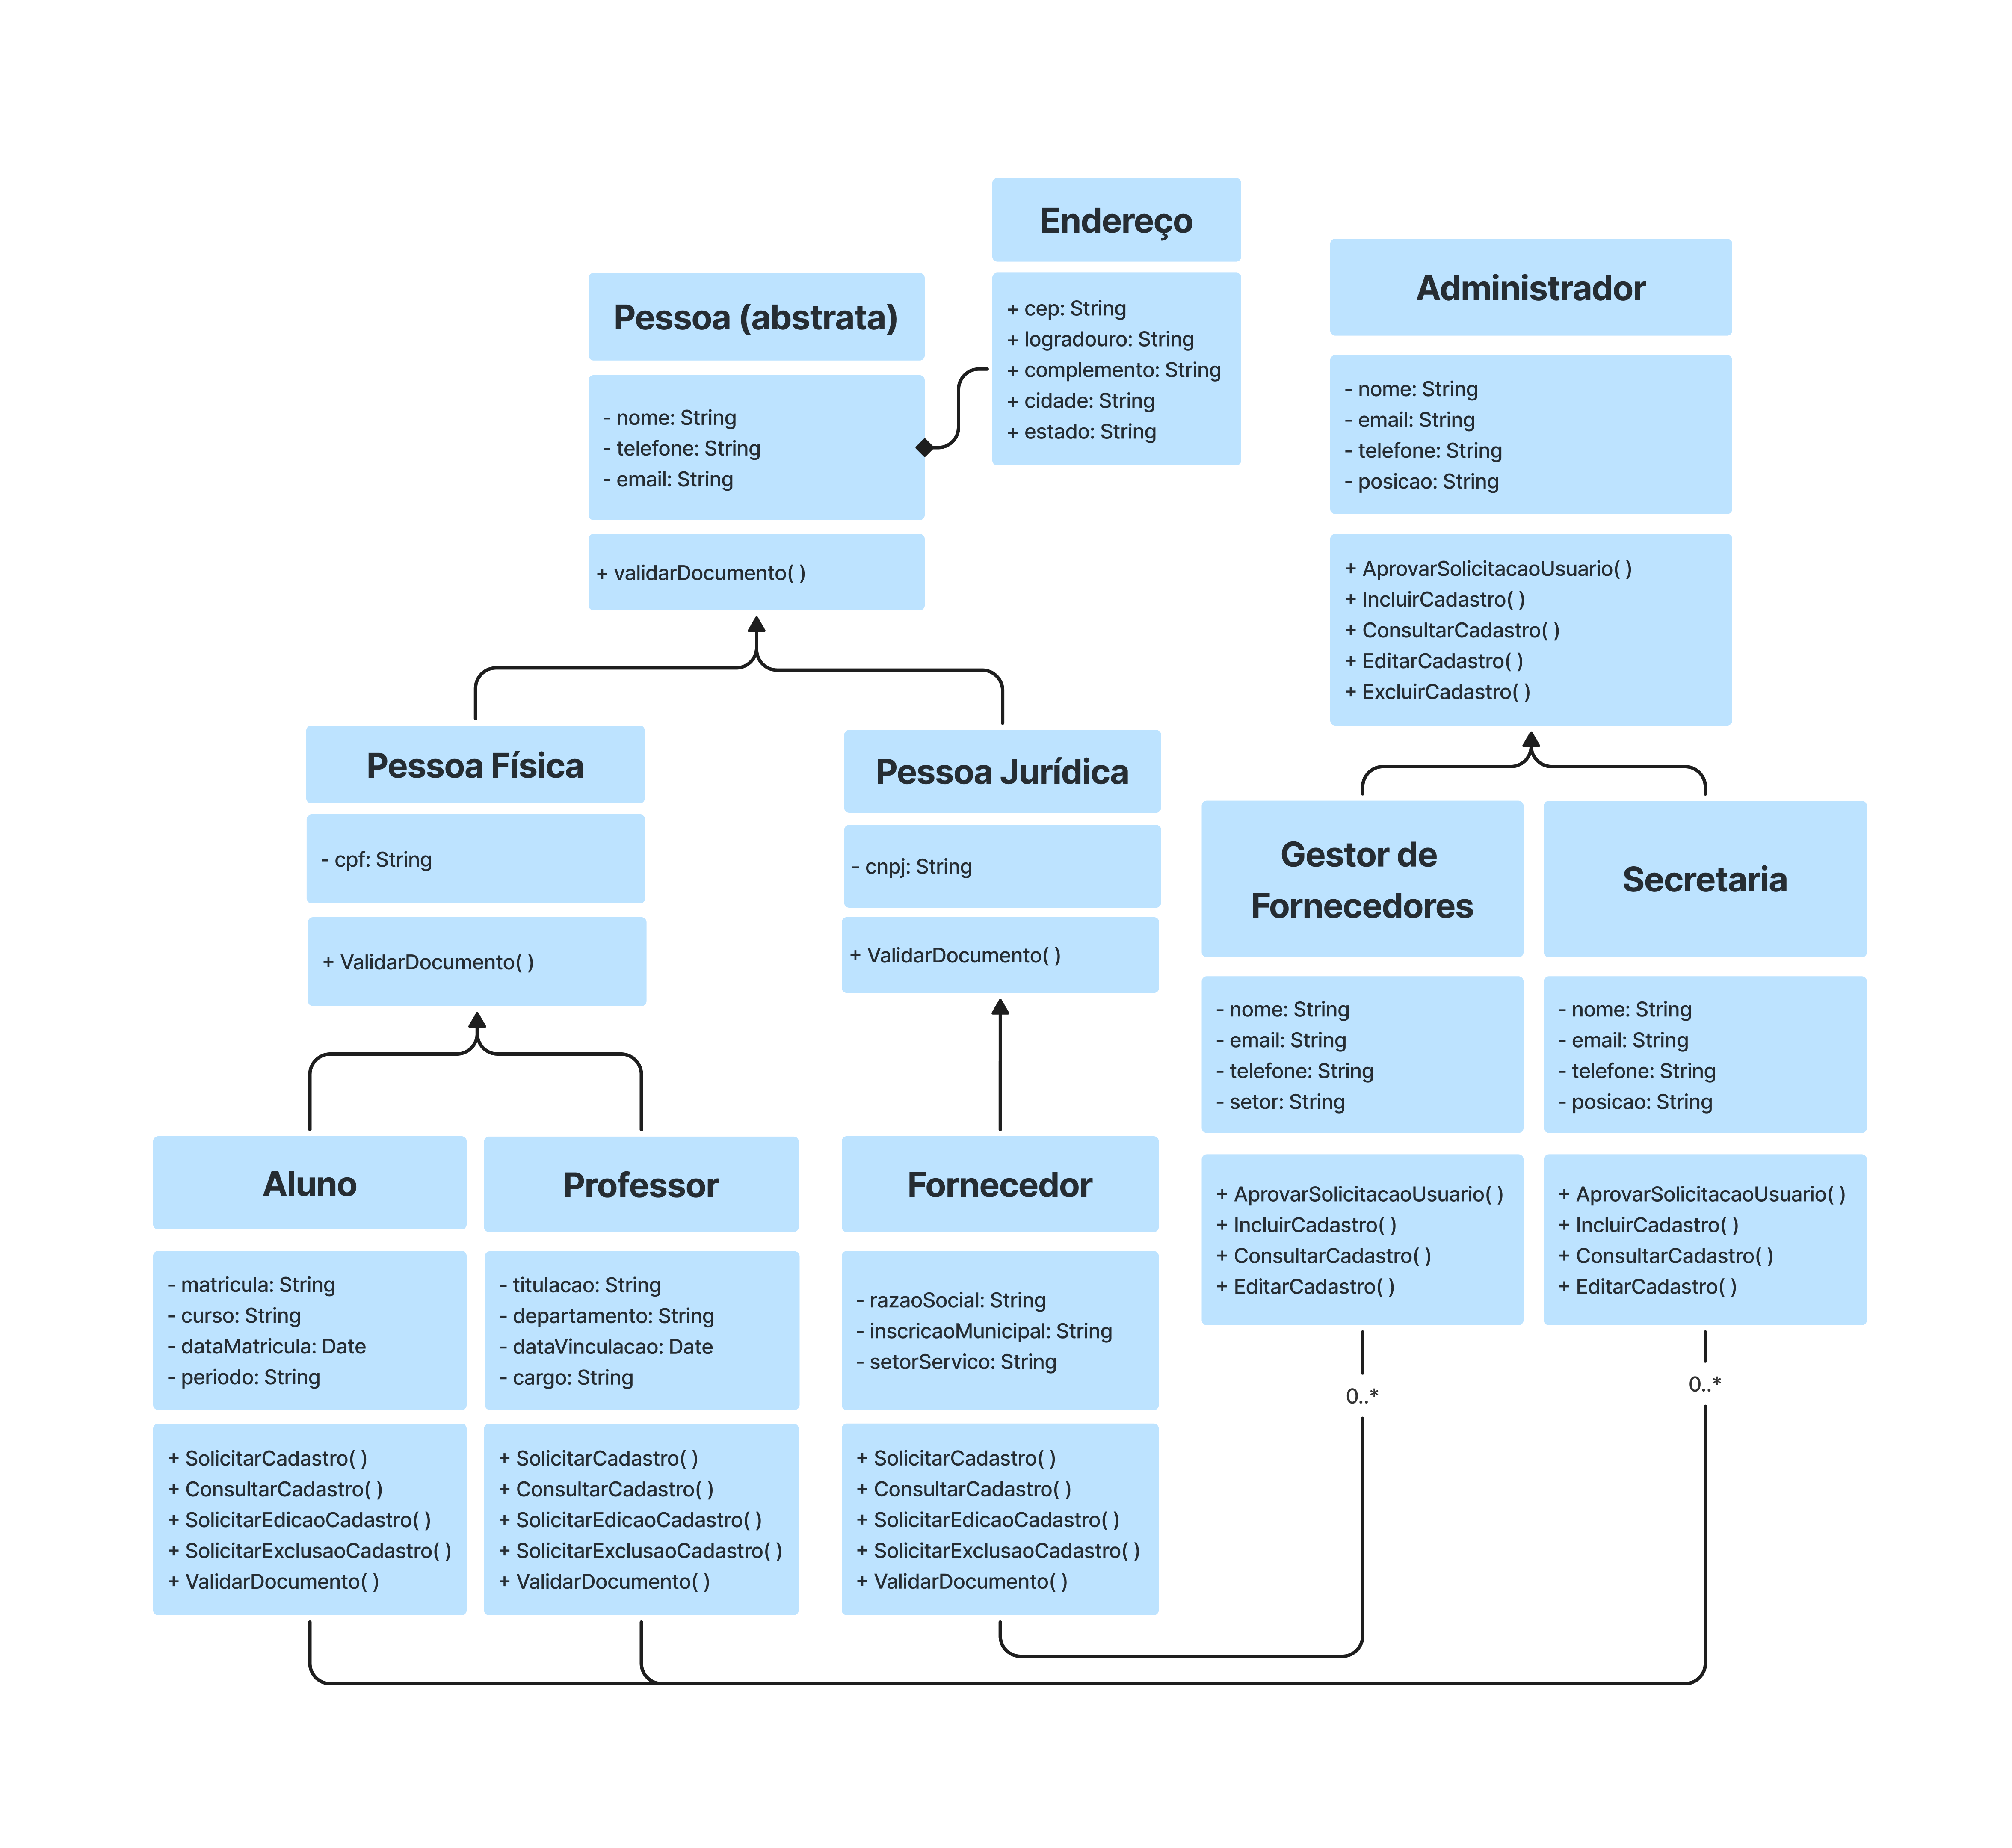 Endereço
+ cep: String
+ logradouro: String
+ complemento: String
+ cidade: String
+ estado: String
Pessoa (abstrata)
- nome: String
- telefone: String
- email: String
+ validarDocumento( )
Administrador
- nome: String
- email: String
- telefone: String
- posicao: String
+ AprovarSolicitacaoUsuario( )
+ IncluirCadastro( )
+ ConsultarCadastro( )
+ EditarCadastro( )
+ ExcluirCadastro( )
Pessoa Física
- cpf: String
+ ValidarDocumento( )
Pessoa Jurídica
- cnpj: String
+ ValidarDocumento( )
Gestor de
Fornecedores
- nome: String
- email: String
- telefone: String
- setor: String
+ AprovarSolicitacaoUsuario( )
+ IncluirCadastro( )
+ ConsultarCadastro( )
+ EditarCadastro( )
0..*
Secretaria
- nome: String
- email: String
- telefone: String
- posicao: String
+ AprovarSolicitacaoUsuario( )
+ IncluirCadastro( )
+ ConsultarCadastro( )
+ EditarCadastro( )
0..*
Aluno
- matricula: String
- curso: String
- dataMatricula: Date
- periodo: String
+ SolicitarCadastro( )
+ ConsultarCadastro( )
+ SolicitarEdicaoCadastro( )
+ SolicitarExclusaoCadastro( )
+ ValidarDocumento( )
Professor
- titulacao: String
- departamento: String
- dataVinculacao: Date
- cargo: String
+ SolicitarCadastro( )
+ ConsultarCadastro( )
+ SolicitarEdicaoCadastro( )
+ SolicitarExclusaoCadastro( )
+ ValidarDocumento( )
Fornecedor
- razaoSocial: String
- inscricaoMunicipal: String
- setorServico: String
+ SolicitarCadastro( )
+ ConsultarCadastro( )
+ SolicitarEdicaoCadastro( )
+ SolicitarExclusaoCadastro( )
+ ValidarDocumento( )